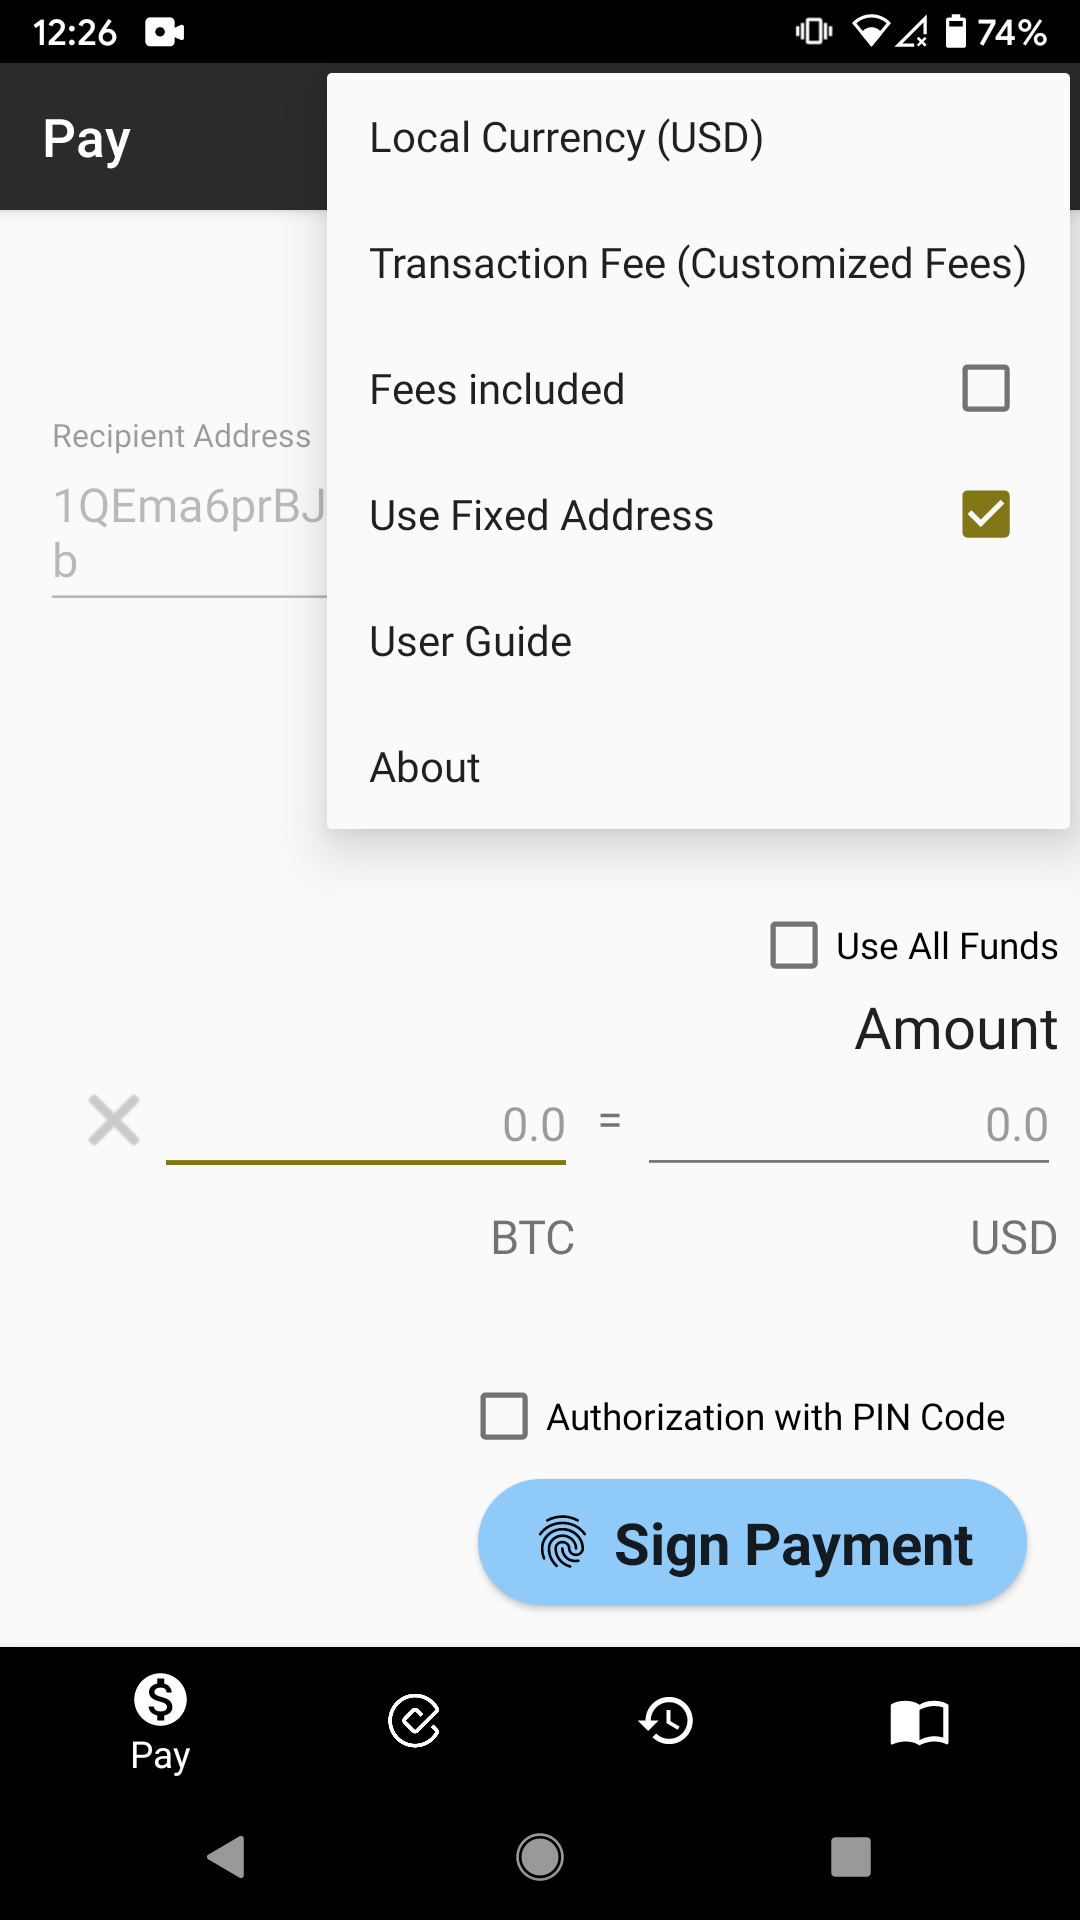 12:26
74%
Pay
Local Currency (USD)
Transaction Fee (Customized Fees)
Fees included
Recipient Address
1QEma6prBJ
b
Use Fixed Address
User Guide
About
Use All Funds
Amount
0.0 = 0.0
BTC USD
Authorization with PIN Code
Sign Payment
Pay